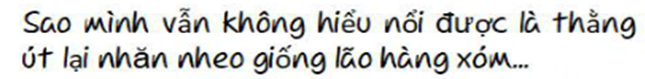 Sao mình vẫn không hiểu nổi được là thằng
út lại nhăn nheo giống lão hàng xóm...